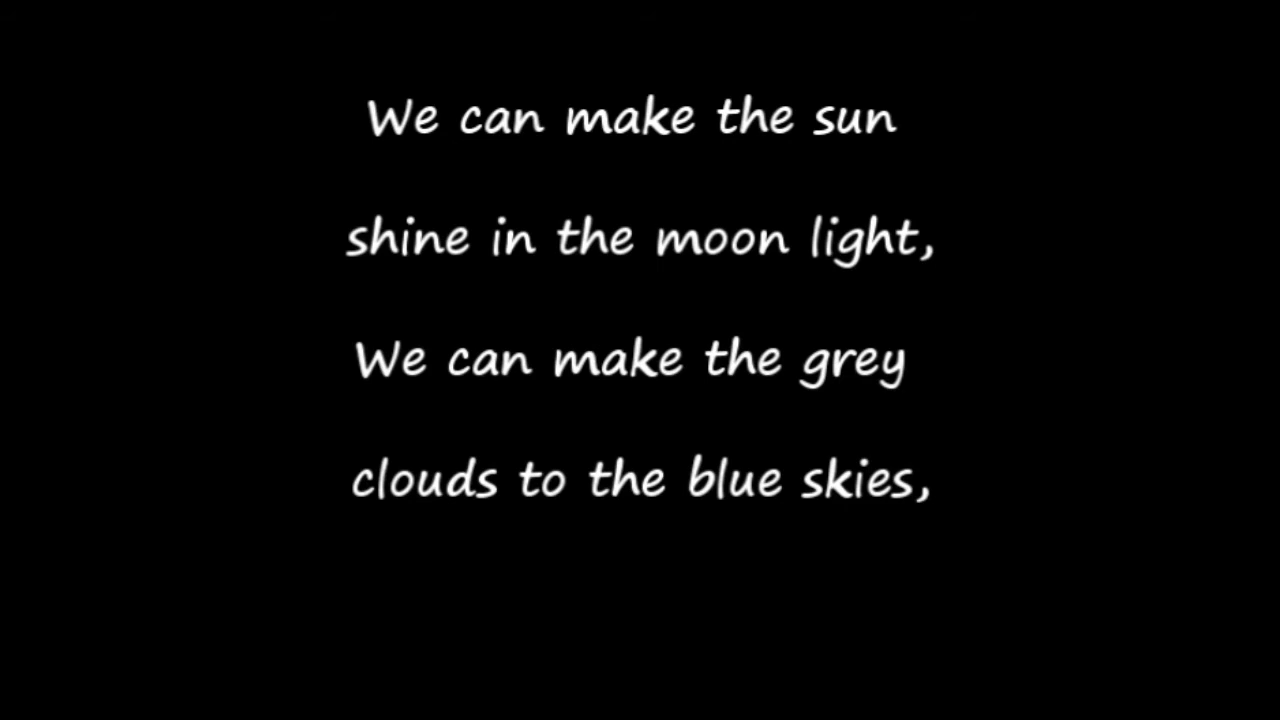 We can make the sun
shine in the moon light,
We can make the grey
clouds to the blue skies,